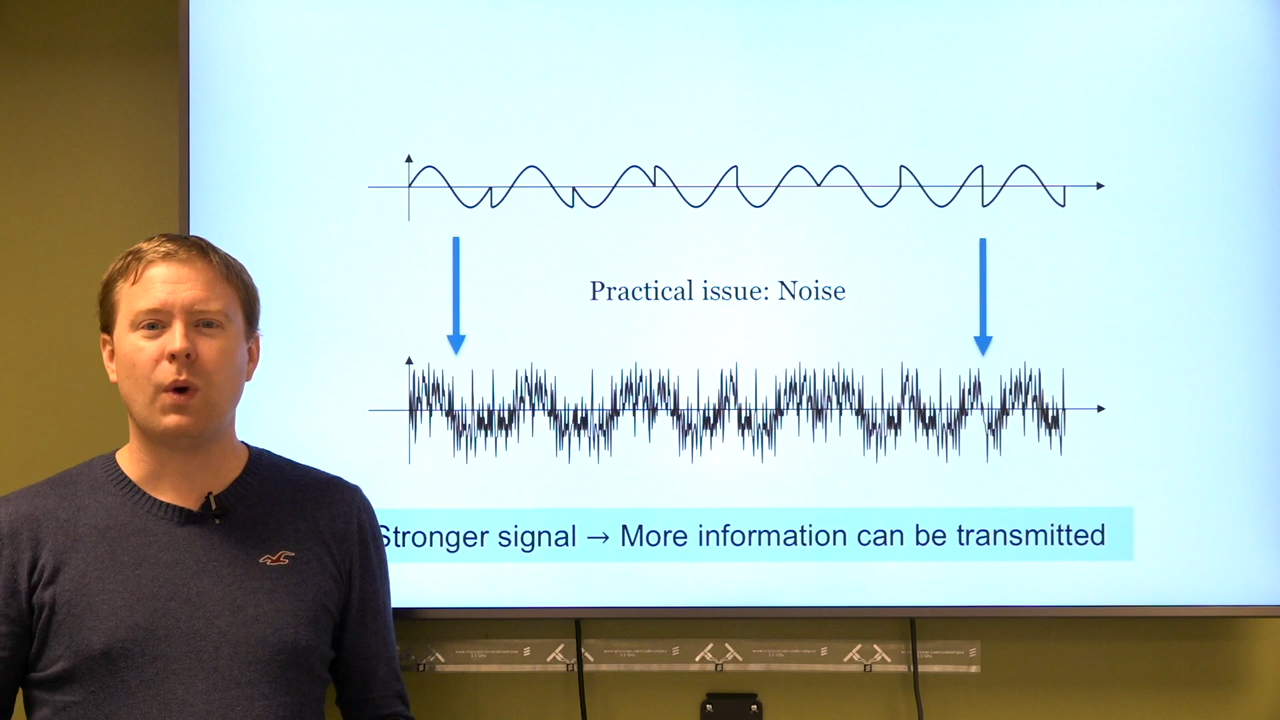 Practical issue: Noise
Stronger signal → More information can be transmitted